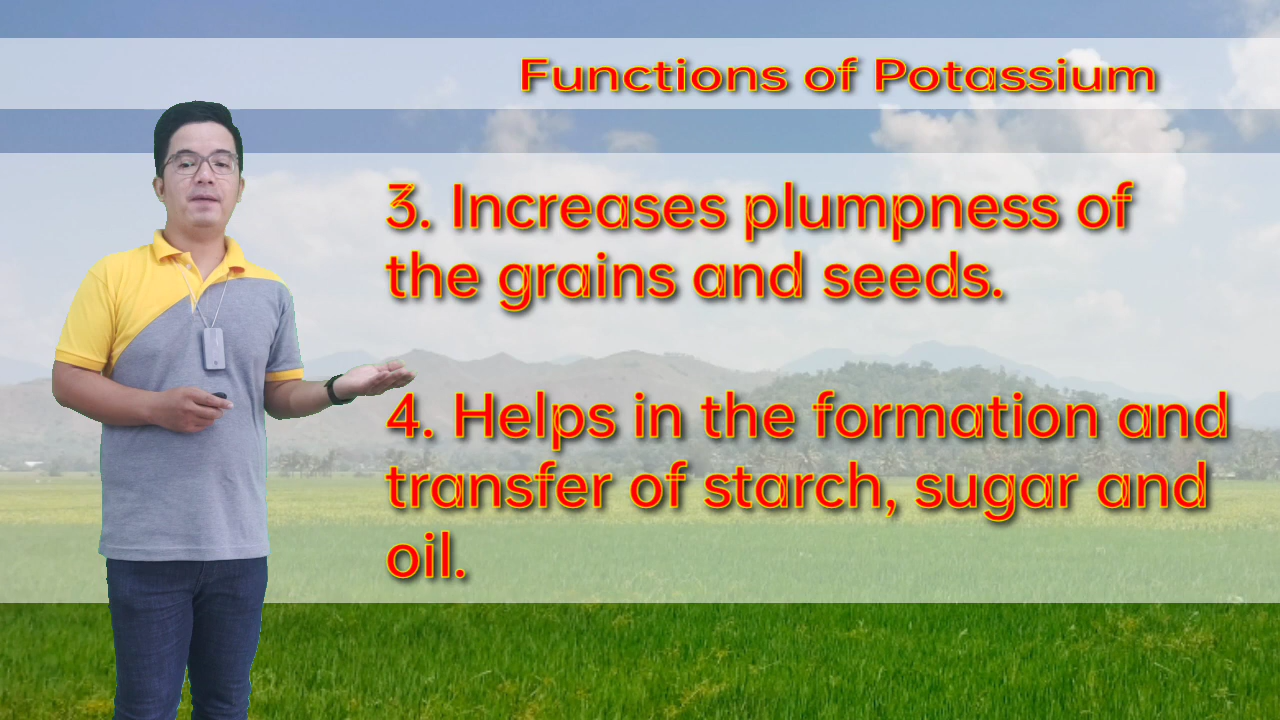 Functions of Potassium
3. Increases plumpness of
the grains and seeds.
4. Helps in the formation and
transfer of starch, sugar and
oil.